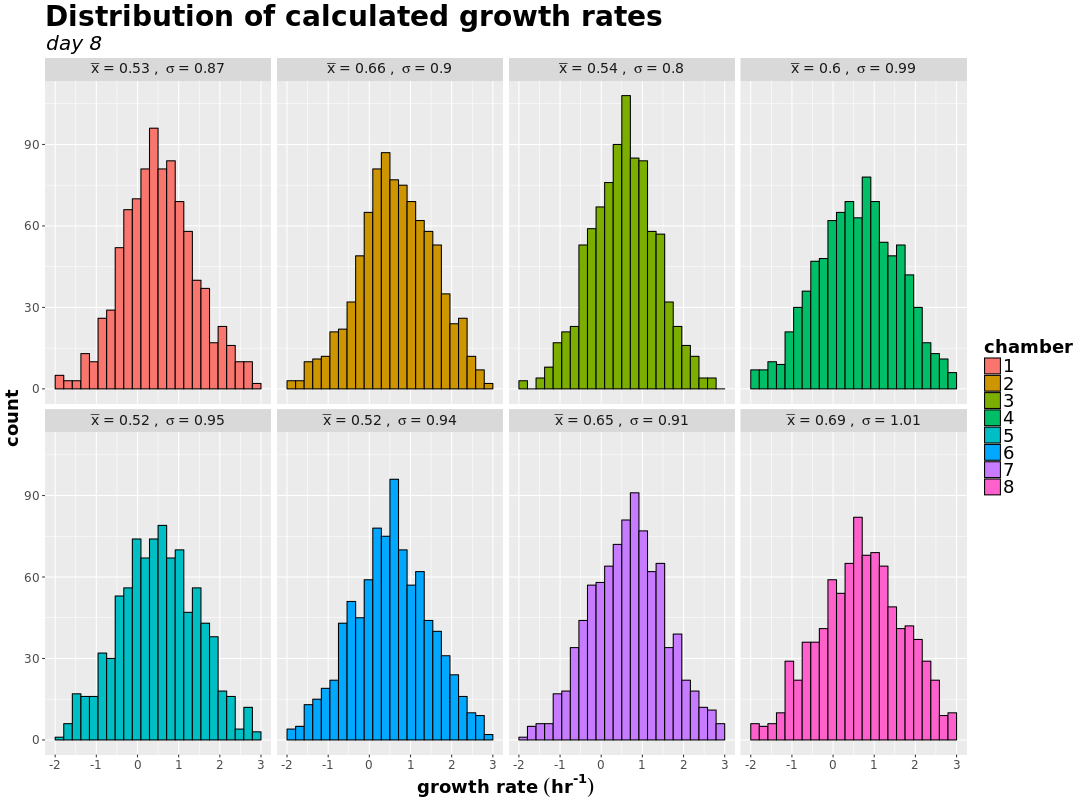 Distribution of calculated growth rates
day 8
x̅ = 0.53 , σ = 0.87
x̅ = 0.66 , σ = 0.9
x̅ = 0.54 , σ = 0.8
x̅ = 0.6 , σ = 0.99
90
60
30
0
x̅ = 0.52 , σ = 0.95
x̅ = 0.52 , σ = 0.94
x̅ = 0.65 , σ = 0.91
x̅ = 0.69 , σ = 1.01
90
60
30
0
-2 -1 0 1 2 3
-2 -1 0 1 2 3
-2 -1 0 1 2 3
-2 -1 0 1 2 3
count
growth rate (hr⁻¹)
chamber
1
2
3
4
5
6
7
8